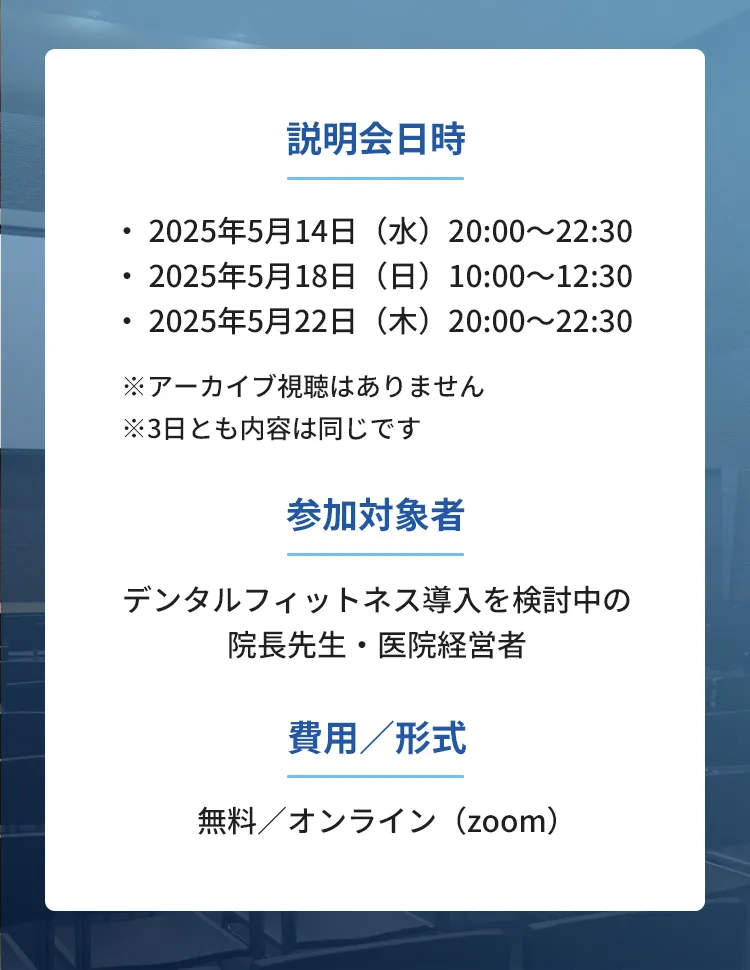 説明会日時
・ 2025年5月14日（水）20:00〜22:30
・ 2025年5月18日（日）10:00〜12:30
・ 2025年5月22日（木）20:00〜22:30
※アーカイブ視聴はありません
※3日とも内容は同じです
参加対象者
デンタルフィットネス導入を検討中の
院長先生・医院経営者
費用／形式
無料／オンライン（zoom）